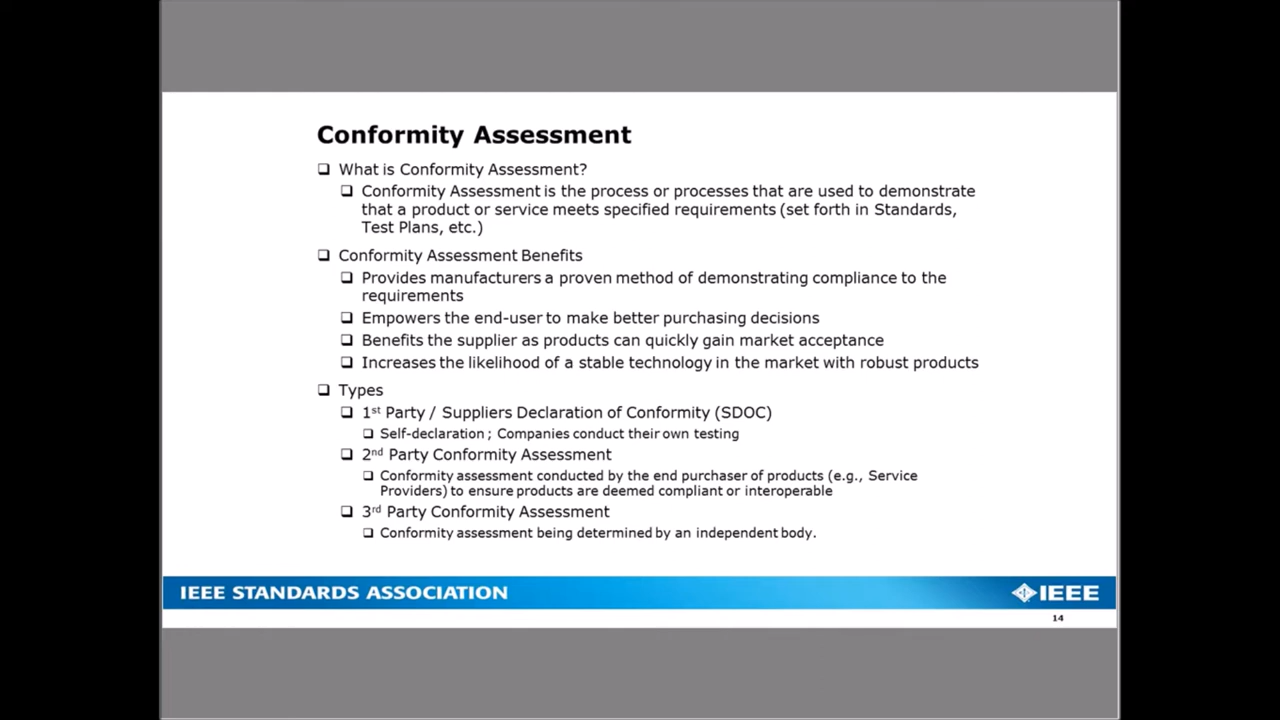 Conformity Assessment
❑ What is Conformity Assessment?
❑ Conformity Assessment is the process or processes that are used to demonstrate
that a product or service meets specified requirements (set forth in Standards,
Test Plans, etc.)
❑ Conformity Assessment Benefits
❑ Provides manufacturers a proven method of demonstrating compliance to the
requirements
❑ Empowers the end-user to make better purchasing decisions
❑ Benefits the supplier as products can quickly gain market acceptance
❑ Increases the likelihood of a stable technology in the market with robust products
❑ Types
❑ 1st Party / Suppliers Declaration of Conformity (SDOC)
❑ Self-declaration ; Companies conduct their own testing
❑ 2nd Party Conformity Assessment
❑ Conformity assessment conducted by the end purchaser of products (e.g., Service
Providers) to ensure products are deemed compliant or interoperable
❑ 3rd Party Conformity Assessment
❑ Conformity assessment being determined by an independent body.
IEEE STANDARDS ASSOCIATION
IEEE
14